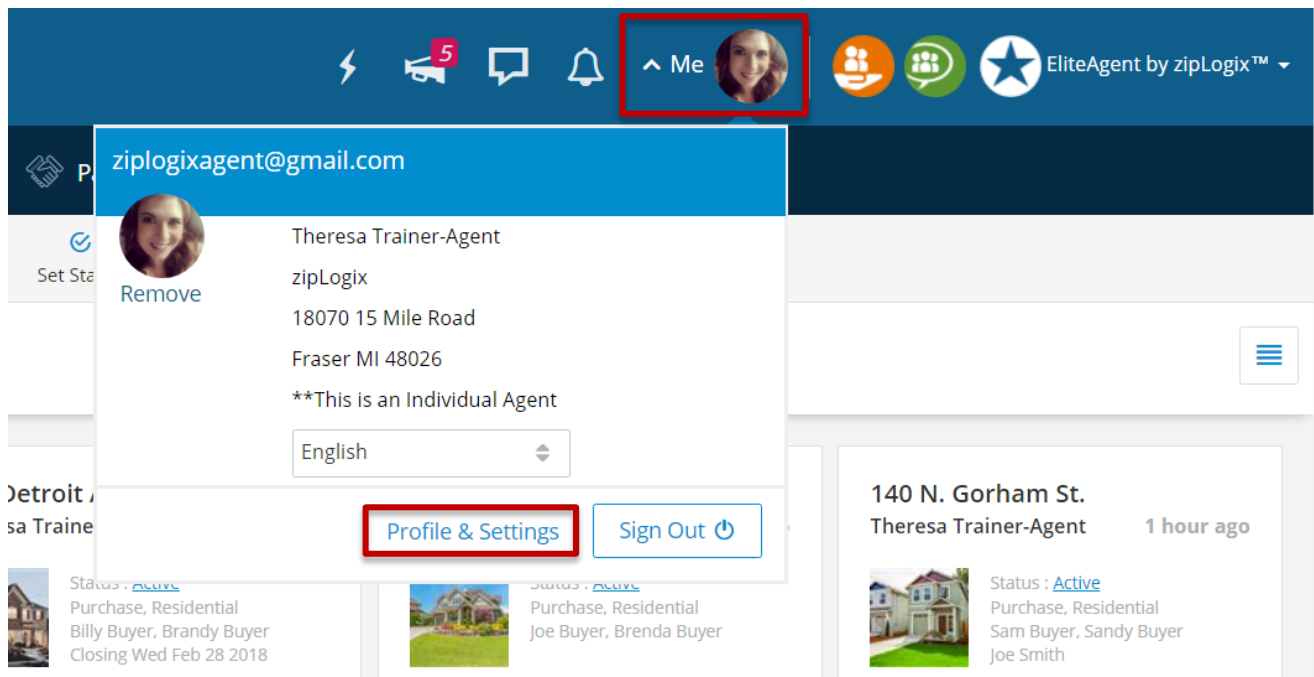 5
Me
EliteAgent by zipLogix™
ziplogixagent@gmail.com
Theresa Trainer-Agent
Remove
zipLogix
18070 15 Mile Road
Fraser MI 48026
**This is an Individual Agent
English
Profile & Settings
Sign Out
Set Sta
Detroit
sa Traine
Status : Active
Purchase, Residential
Billy Buyer, Brandy Buyer
Closing Wed Feb 28 2018
Status : Active
Purchase, Residential
Joe Buyer, Brenda Buyer
140 N. Gorham St.
Theresa Trainer-Agent 1 hour ago
Status : Active
Purchase, Residential
Sam Buyer, Sandy Buyer
Joe Smith